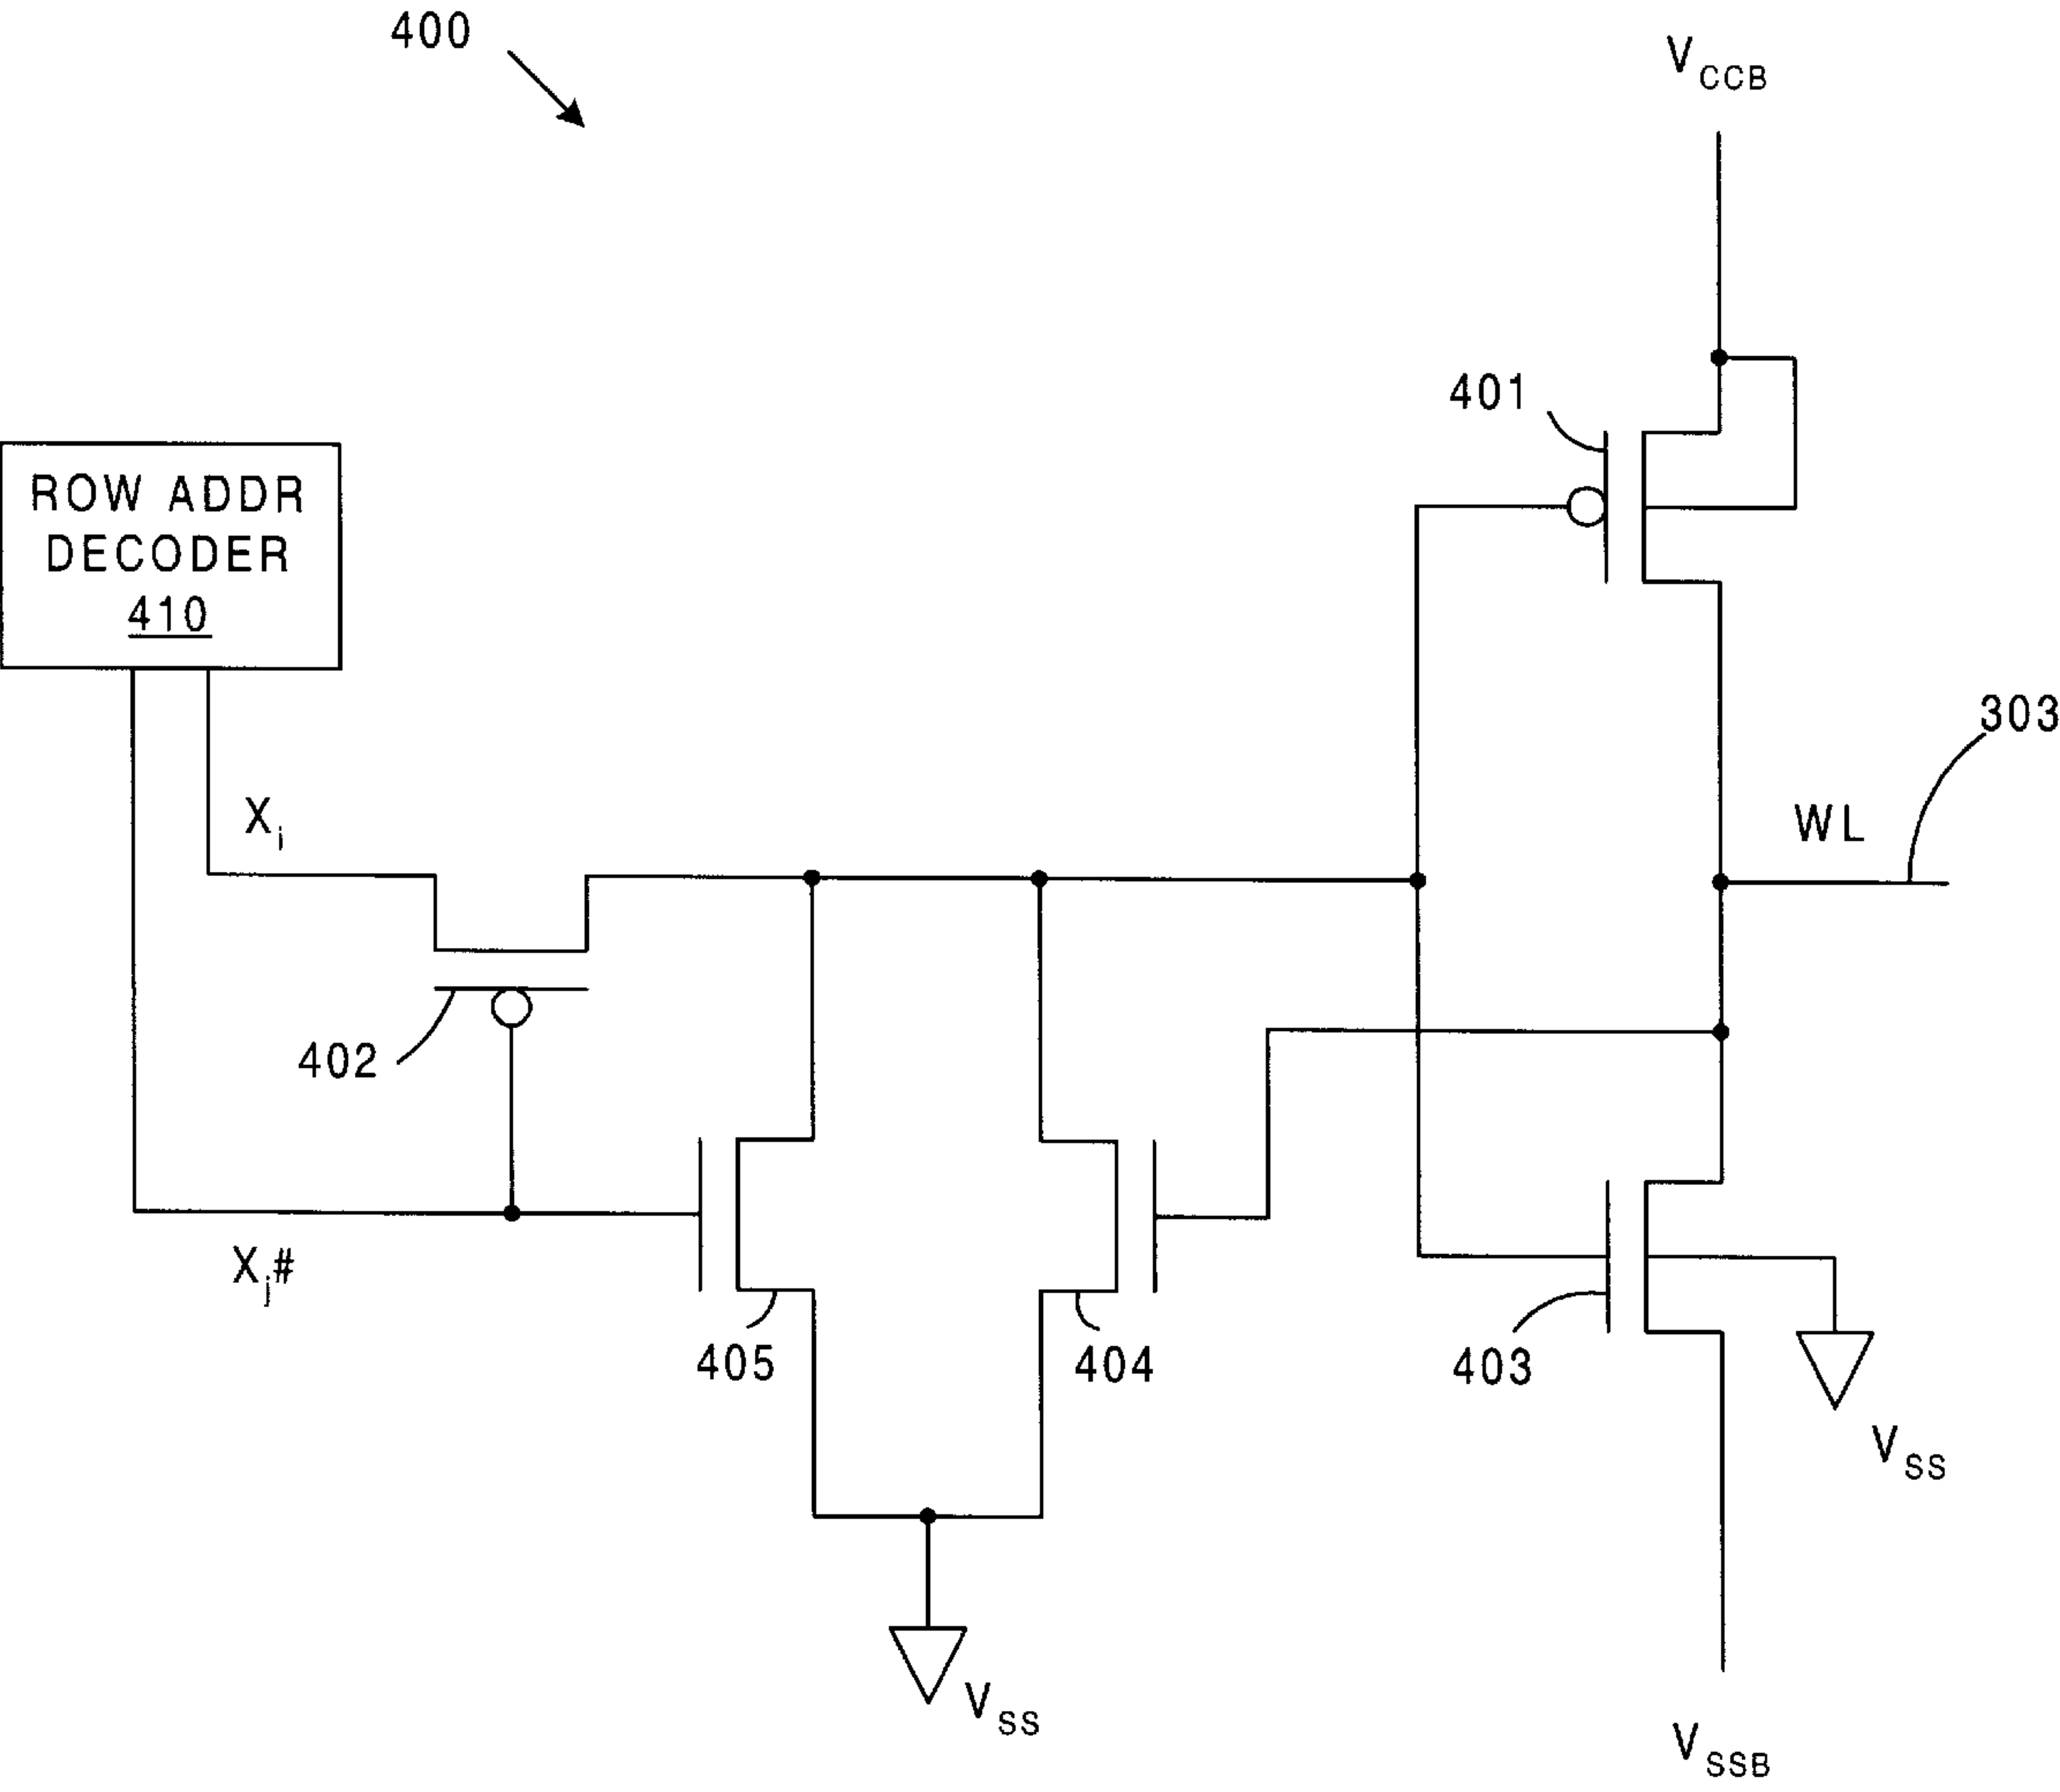 400
V_CCB
401
ROW ADDR
DECODER
410
303
X_i
WL
402
X_j#
405
404
403
V_SS
V_SS
V_SSB